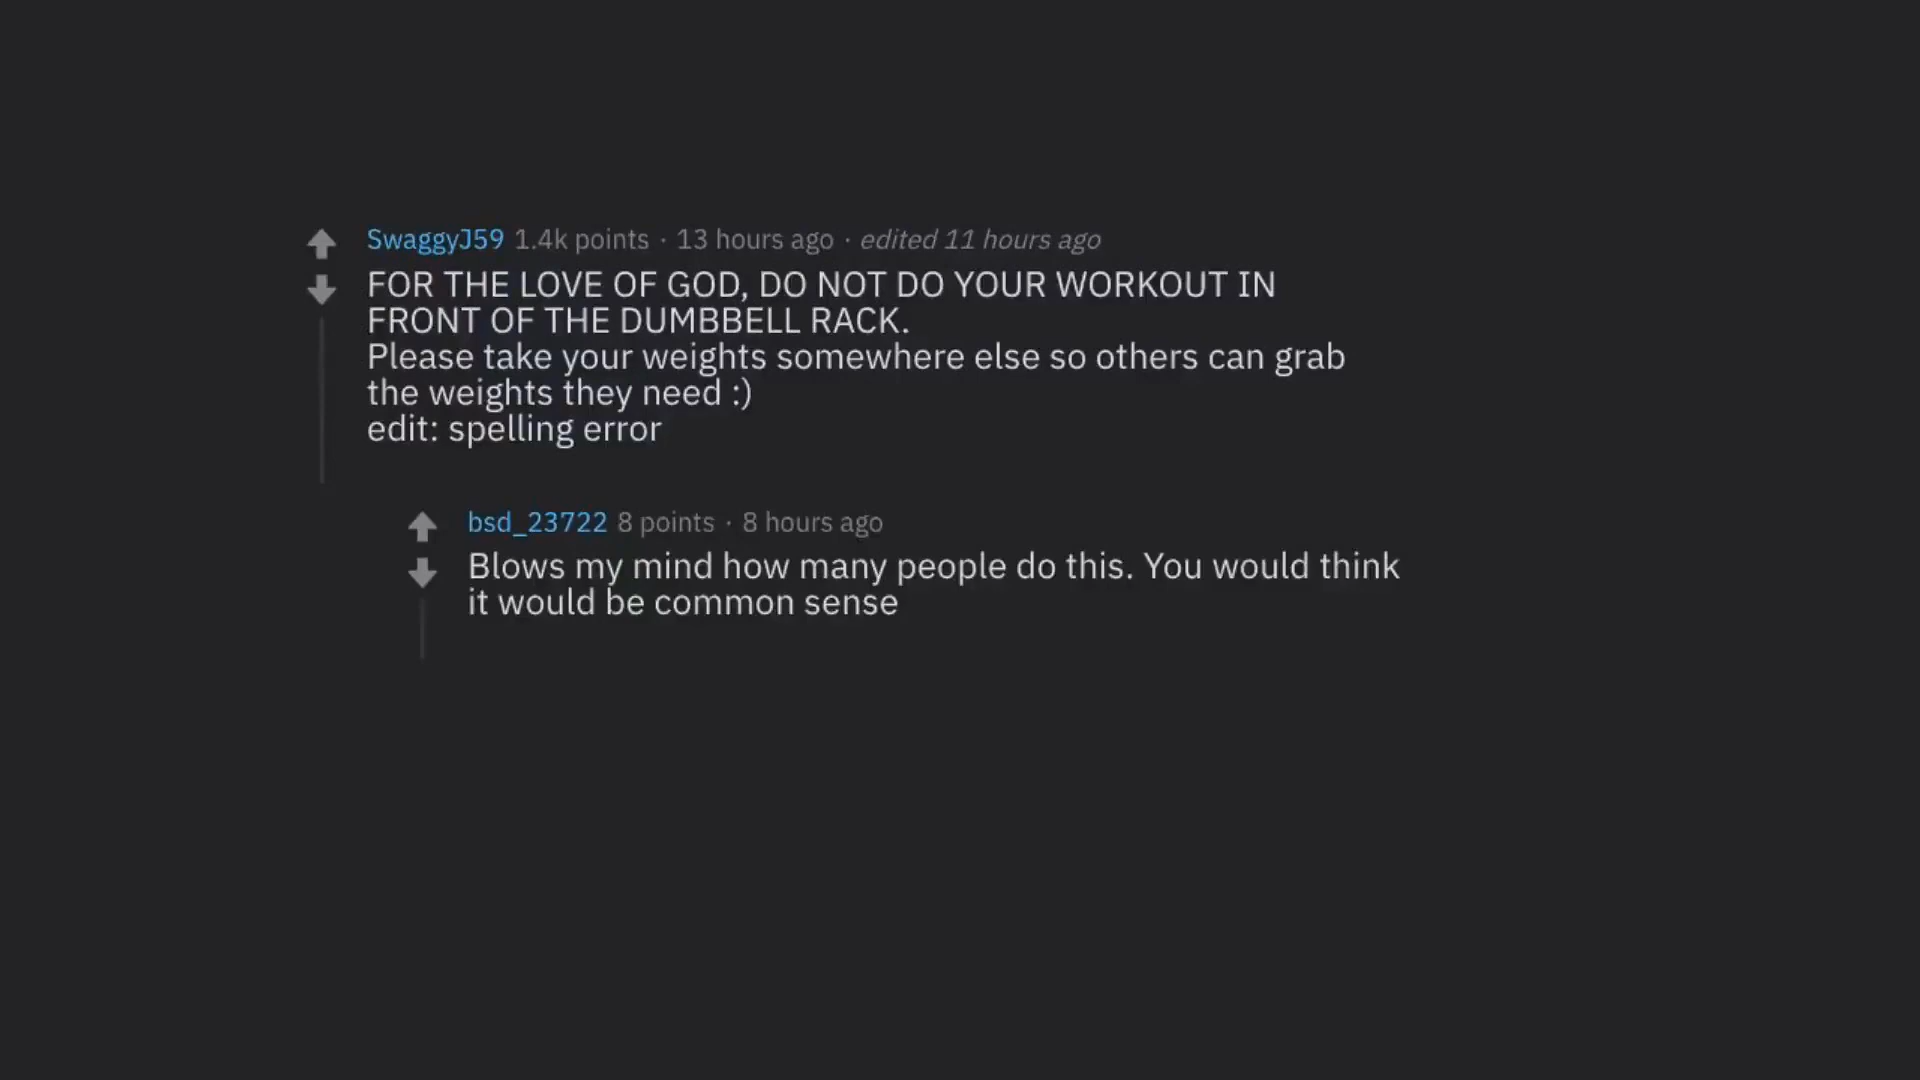 SwaggyJ59 1.4k points · 13 hours ago · edited 11 hours ago
FOR THE LOVE OF GOD, DO NOT DO YOUR WORKOUT IN
FRONT OF THE DUMBBELL RACK.
Please take your weights somewhere else so others can grab
the weights they need :)
edit: spelling error
bsd_23722 8 points · 8 hours ago
Blows my mind how many people do this. You would think
it would be common sense